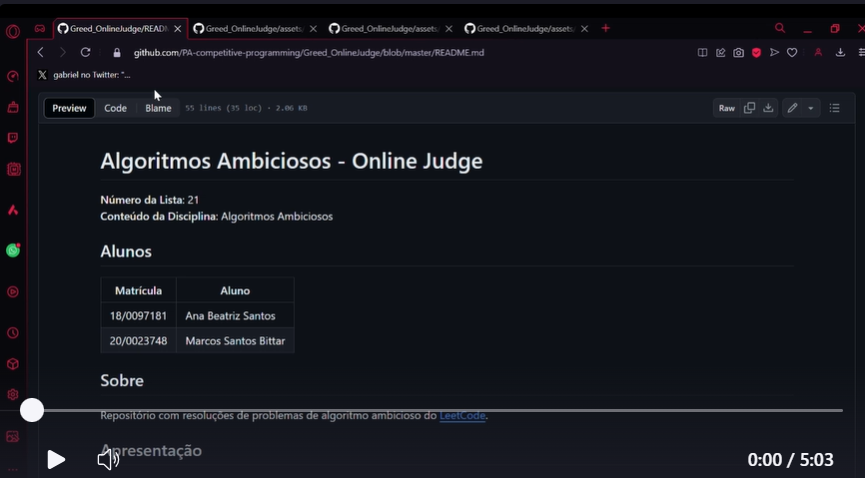 Greed_OnlineJudge/READM
Greed_OnlineJudge/assets
Greed_OnlineJudge/assets
Greed_OnlineJudge/assets
github.com/PA-competitive-programming/Greed_OnlineJudge/blob/master/README.md
gabriel no Twitter: "...
Preview Code Blame 55 lines (35 loc) · 2.06 KB Raw
Algoritmos Ambiciosos - Online Judge
Número da Lista: 21
Conteúdo da Disciplina: Algoritmos Ambiciosos
Alunos
Matrícula Aluno
18/0097181 Ana Beatriz Santos
20/0023748 Marcos Santos Bittar
Sobre
Repositório com resoluções de problemas de algoritmo ambicioso do LeetCode.
Apresentação
0:00 / 5:03